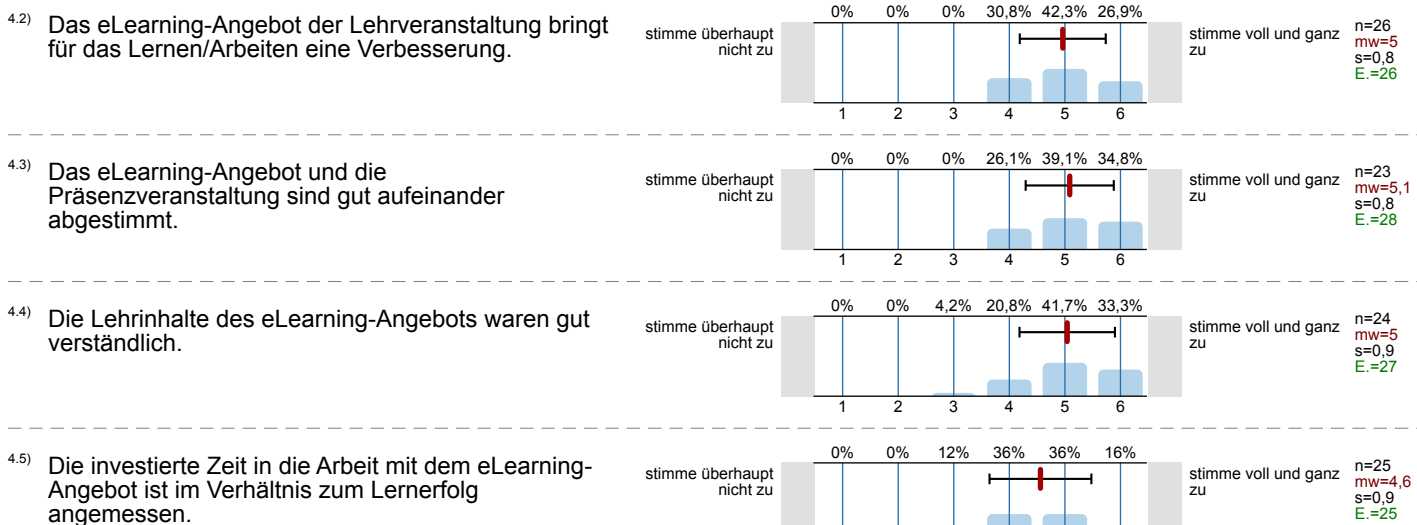 4.2) Das eLearning-Angebot der Lehrveranstaltung bringt
für das Lernen/Arbeiten eine Verbesserung.
stimme überhaupt
nicht zu
0% 0% 0% 30,8% 42,3% 26,9%
1 2 3 4 5 6
stimme voll und ganz
zu
n=26
mw=5
s=0,8
E.=26
4.3) Das eLearning-Angebot und die
Präsenzveranstaltung sind gut aufeinander
abgestimmt.
stimme überhaupt
nicht zu
0% 0% 0% 26,1% 39,1% 34,8%
1 2 3 4 5 6
stimme voll und ganz
zu
n=23
mw=5,1
s=0,8
E.=28
4.4) Die Lehrinhalte des eLearning-Angebots waren gut
verständlich.
stimme überhaupt
nicht zu
0% 0% 4,2% 20,8% 41,7% 33,3%
1 2 3 4 5 6
stimme voll und ganz
zu
n=24
mw=5
s=0,9
E.=27
4.5) Die investierte Zeit in die Arbeit mit dem eLearning-
Angebot ist im Verhältnis zum Lernerfolg
angemessen.
stimme überhaupt
nicht zu
0% 0% 12% 36% 36% 16%
stimme voll und ganz
zu
n=25
mw=4,6
s=0,9
E.=25